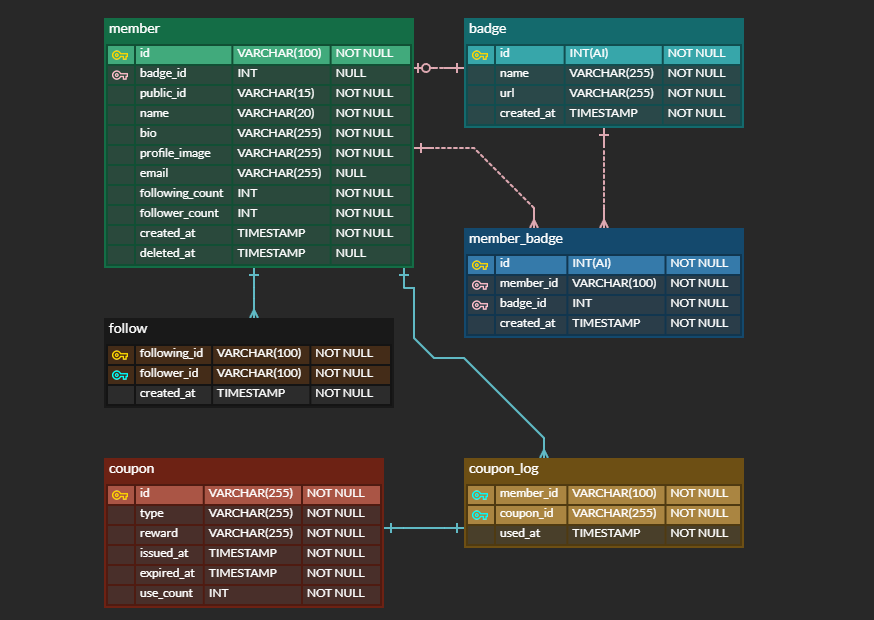 member
id VARCHAR(100) NOT NULL
badge_id INT NULL
public_id VARCHAR(15) NOT NULL
name VARCHAR(20) NOT NULL
bio VARCHAR(255) NOT NULL
profile_image VARCHAR(255) NOT NULL
email VARCHAR(255) NULL
following_count INT NOT NULL
follower_count INT NOT NULL
created_at TIMESTAMP NOT NULL
deleted_at TIMESTAMP NULL
badge
id INT(AI) NOT NULL
name VARCHAR(255) NOT NULL
url VARCHAR(255) NOT NULL
created_at TIMESTAMP NOT NULL
member_badge
id INT(AI) NOT NULL
member_id VARCHAR(100) NOT NULL
badge_id INT NOT NULL
created_at TIMESTAMP NOT NULL
follow
following_id VARCHAR(100) NOT NULL
follower_id VARCHAR(100) NOT NULL
created_at TIMESTAMP NOT NULL
coupon
id VARCHAR(255) NOT NULL
type VARCHAR(255) NOT NULL
reward VARCHAR(255) NOT NULL
issued_at TIMESTAMP NOT NULL
expired_at TIMESTAMP NOT NULL
use_count INT NOT NULL
coupon_log
member_id VARCHAR(100) NOT NULL
coupon_id VARCHAR(255) NOT NULL
used_at TIMESTAMP NOT NULL